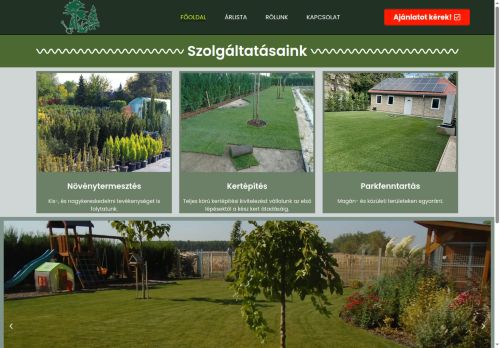 FŐOLDAL ÁRLISTA RÓLUNK KAPCSOLAT Ajánlatot kérek!
Szolgáltatásaink
Növénytermesztés
Kis-, és nagykereskedelmi tevékenységet is
folytatunk.
Kertépítés
Teljes körű kertépítési kivitelezést vállalunk az első
lépésektől a kész kert átadásáig.
Parkfenntartás
Magán- és közületi területeken egyaránt.